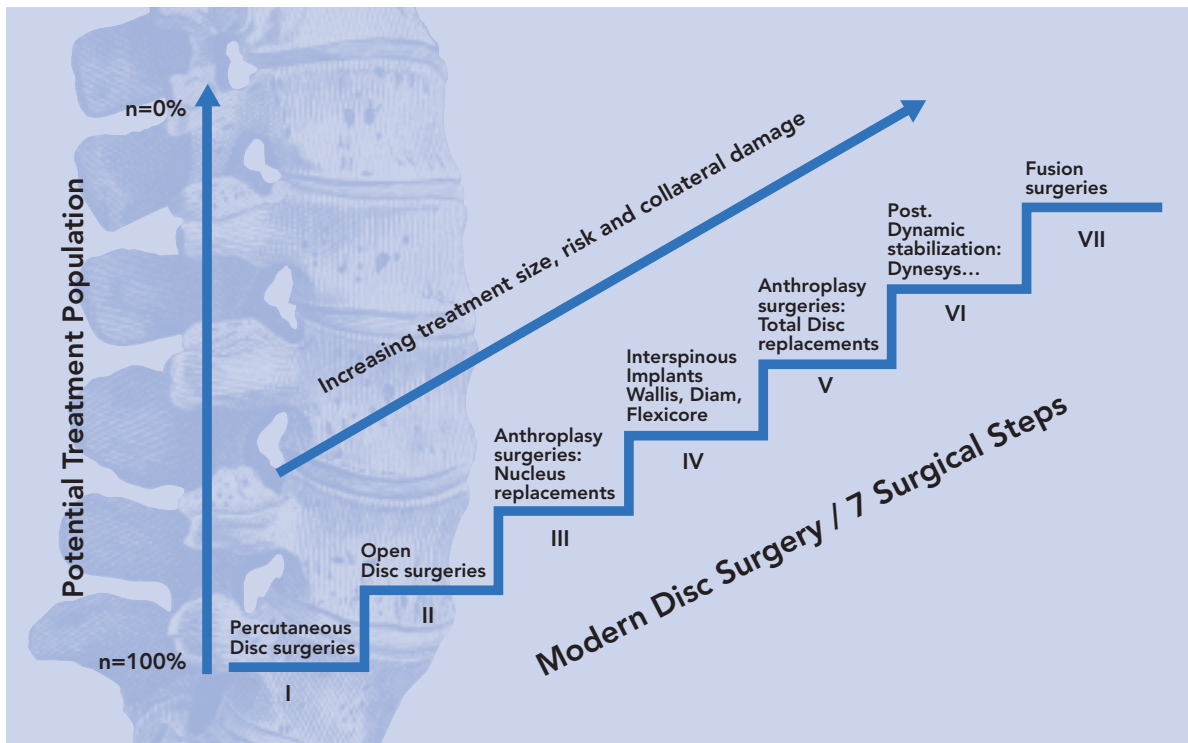 n=0%
Potential Treatment Population
n=100%
Increasing treatment size, risk and collateral damage
Percutaneous
Disc surgeries
I
Open
Disc surgeries
II
Anthroplasy
surgeries:
Nucleus
replacements
III
Interspinous
Implants
Wallis, Diam,
Flexicore
IV
Anthroplasy
surgeries:
Total Disc
replacements
V
Post.
Dynamic
stabilization:
Dynesys...
VI
Fusion
surgeries
VII
Modern Disc Surgery / 7 Surgical Steps